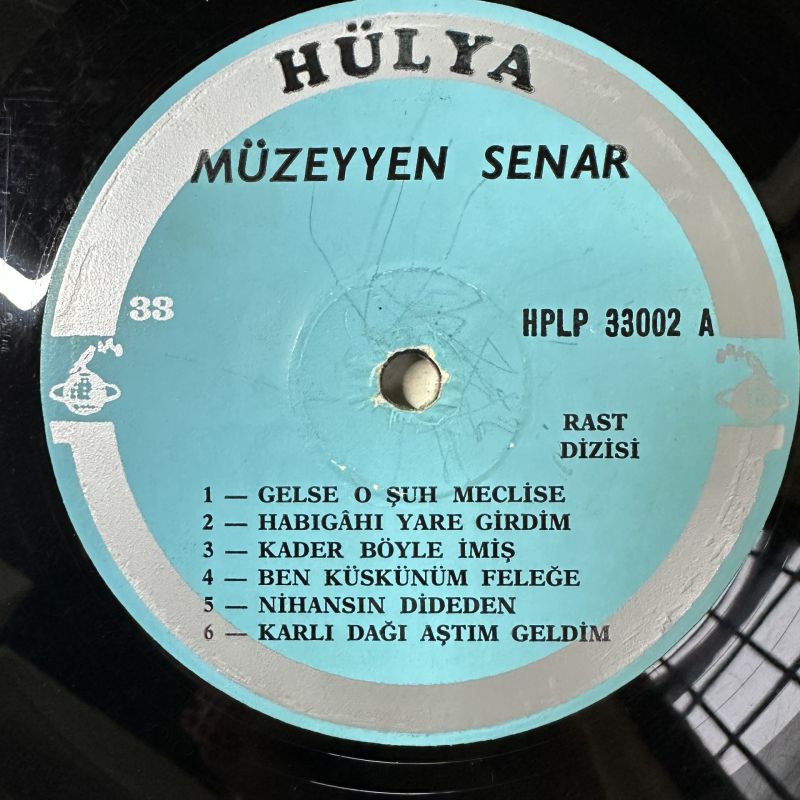 HÜLYA
MÜZEYYEN SENAR
33
HPLP 33002 A
RAST
DİZİSİ
1 — GELSE O ŞUH MECLİSE
2 — HABIGÂHI YARE GİRDİM
3 — KADER BÖYLE İMİŞ
4 — BEN KÜSKÜNÜM FELEĞE
5 — NİHANSIN DİDEDEN
6 — KARLI DAĞI AŞTIM GELDİM